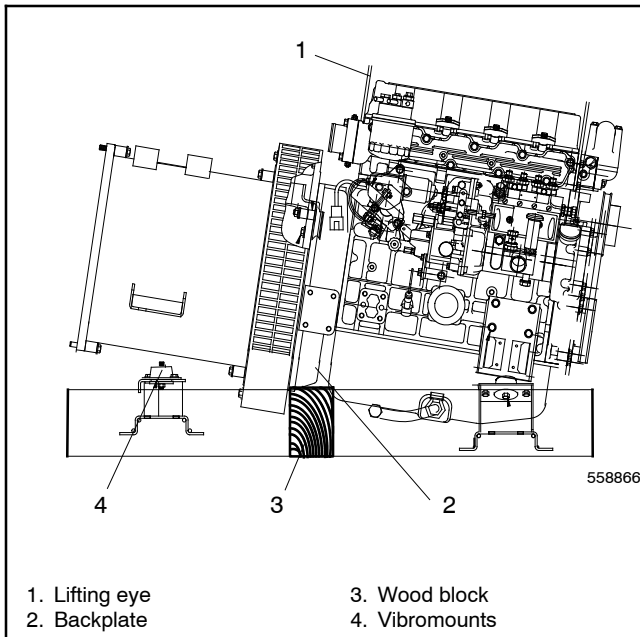 1
558866
4
3
2
1. Lifting eye
2. Backplate
3. Wood block
4. Vibromounts